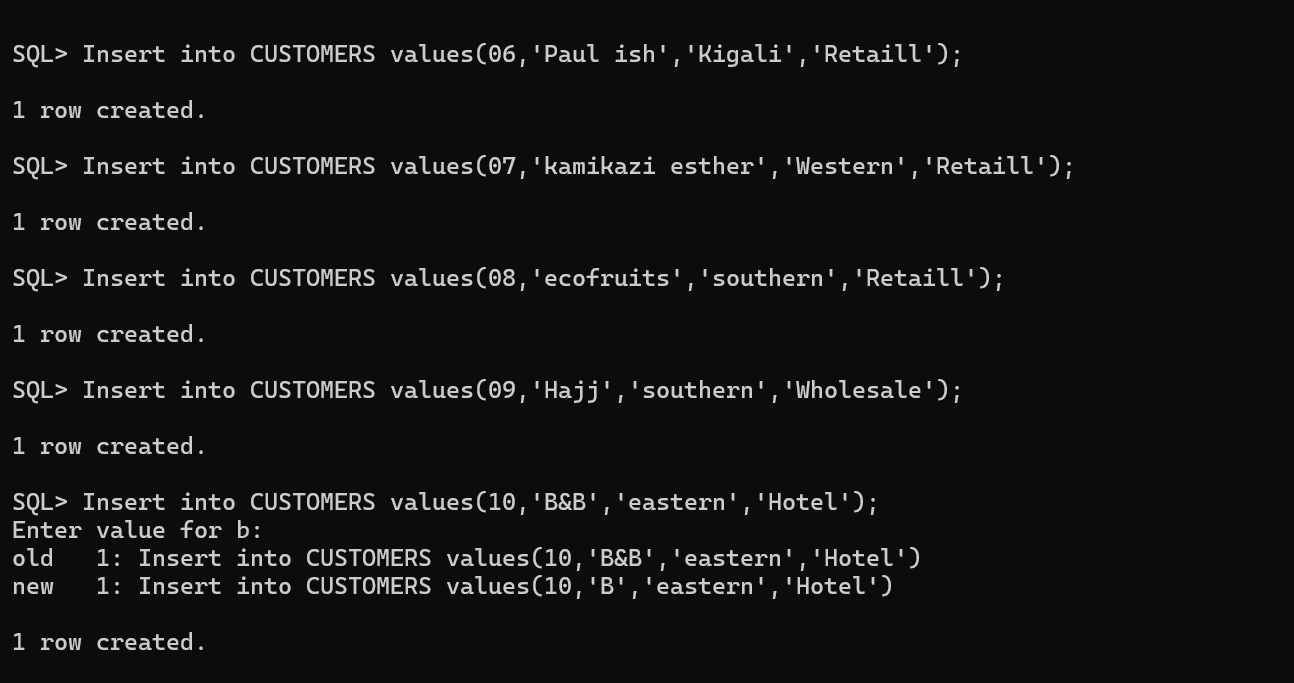 SQL> Insert into CUSTOMERS values(06,'Paul ish','Kigali','Retaill');
1 row created.
SQL> Insert into CUSTOMERS values(07,'kamikazi esther','Western','Retaill');
1 row created.
SQL> Insert into CUSTOMERS values(08,'ecofruits','southern','Retaill');
1 row created.
SQL> Insert into CUSTOMERS values(09,'Hajj','southern','Wholesale');
1 row created.
SQL> Insert into CUSTOMERS values(10,'B&B','eastern','Hotel');
Enter value for b:
old   1: Insert into CUSTOMERS values(10,'B&B','eastern','Hotel')
new   1: Insert into CUSTOMERS values(10,'B','eastern','Hotel')
1 row created.